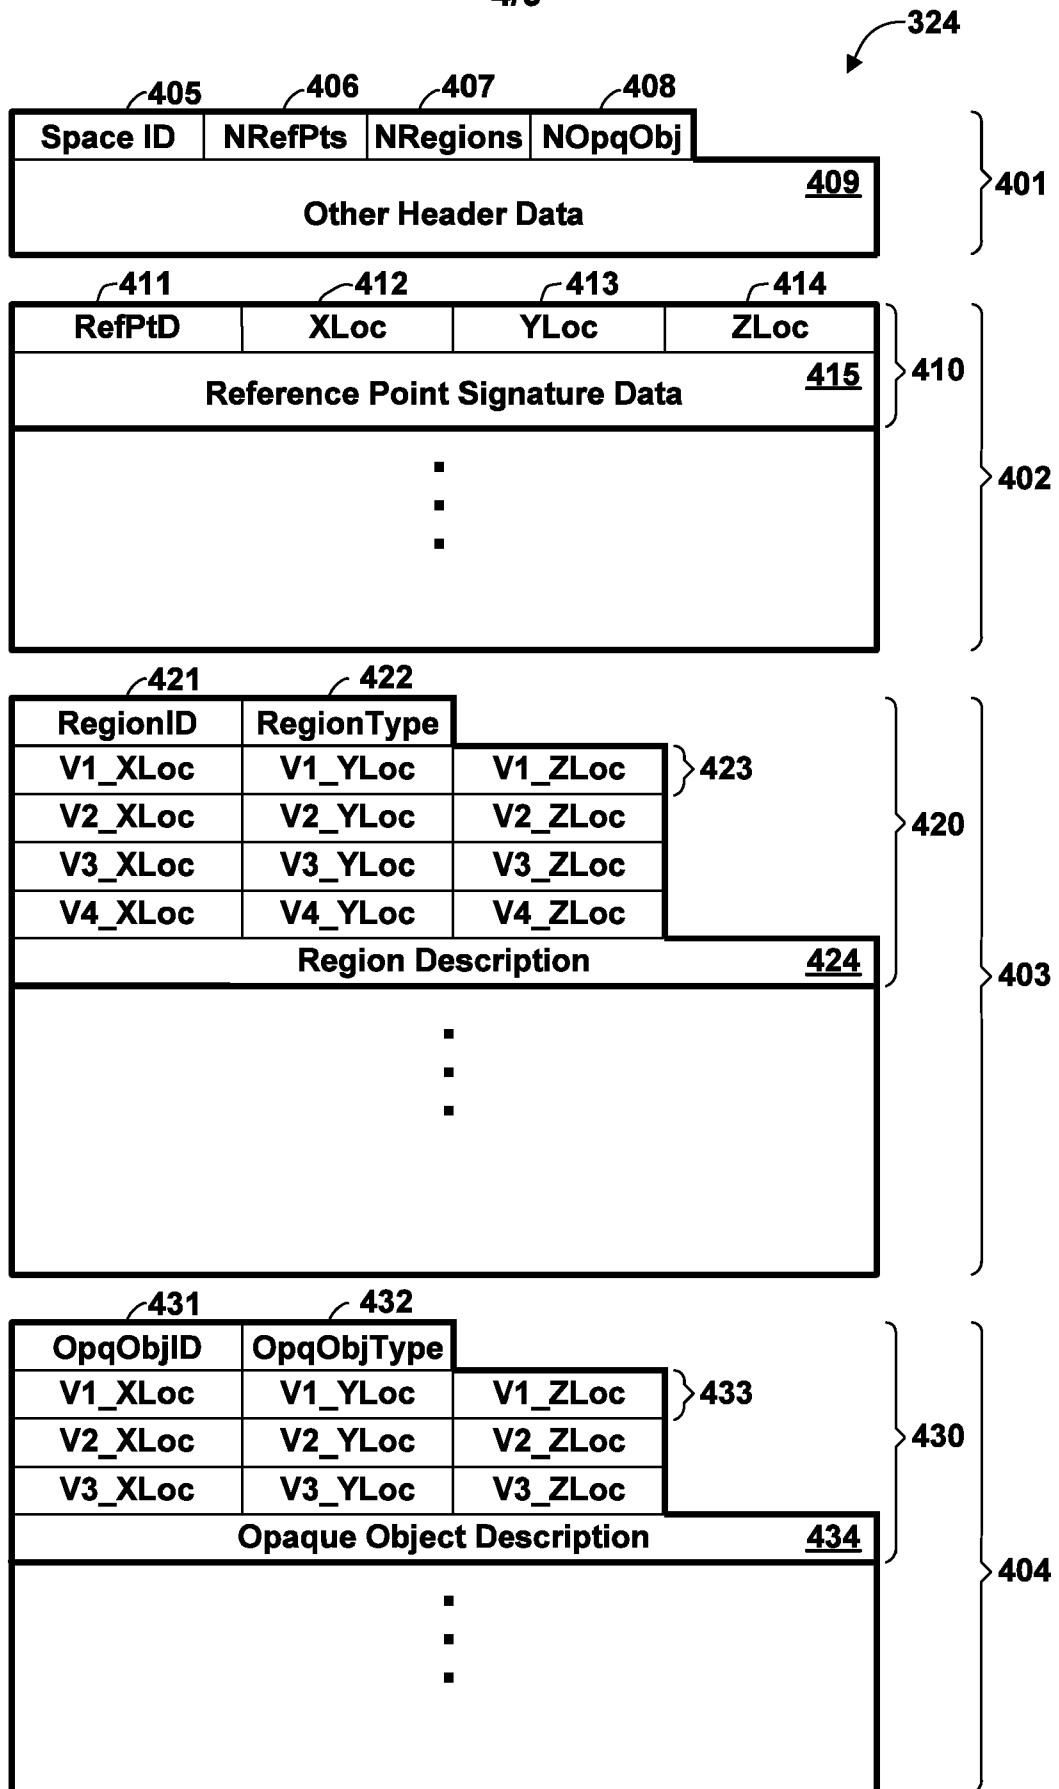 324
405 406 407 408
Space ID NRefPts NRegions NOpqObj
409
401
Other Header Data
411 412 413 414
RefPtD XLoc YLoc ZLoc
415
410
Reference Point Signature Data
402
421 422
RegionID RegionType
V1_XLoc V1_YLoc V1_ZLoc 423
V2_XLoc V2_YLoc V2_ZLoc 420
V3_XLoc V3_YLoc V3_ZLoc
V4_XLoc V4_YLoc V4_ZLoc
Region Description 424 403
431 432
OpqObjID OpqObjType
V1_XLoc V1_YLoc V1_ZLoc 433
V2_XLoc V2_YLoc V2_ZLoc 430
V3_XLoc V3_YLoc V3_ZLoc
Opaque Object Description 434
404